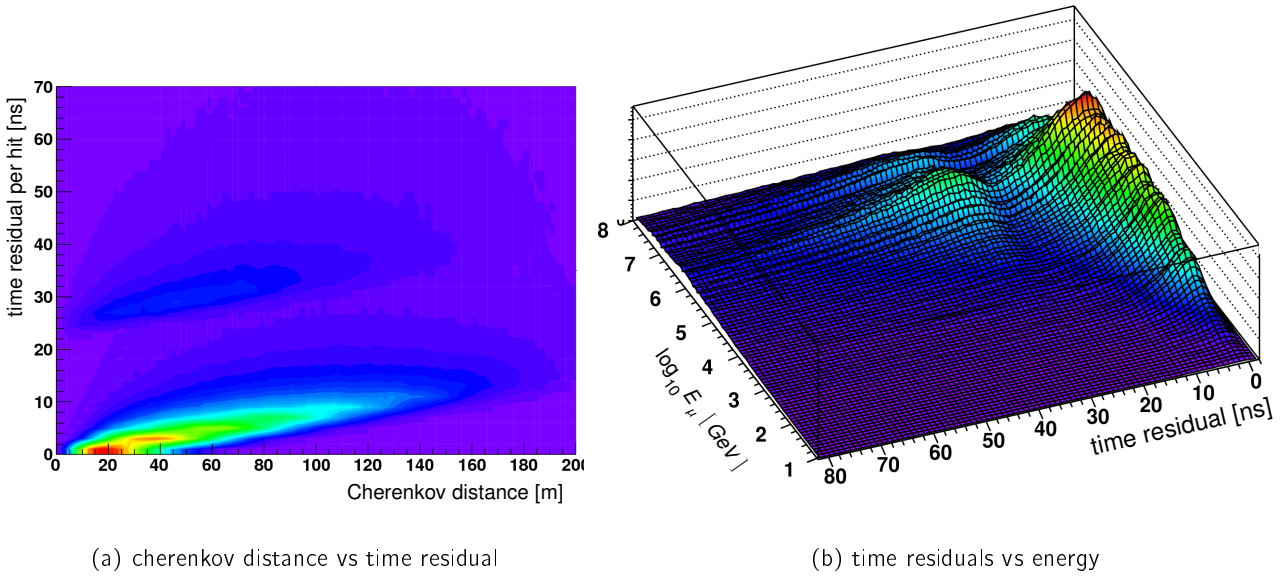 70
60
50
40
30
20
10
0
time residual per hit [ns]
0 20 40 60 80 100 120 140 160 180 200
Cherenkov distance [m]
(a) cherenkov distance vs time residual
8
7
6
5
4
3
2
1
log10 Eμ [GeV]
80 70 60 50 40 30 20 10 0
time residual [ns]
(b) time residuals vs energy